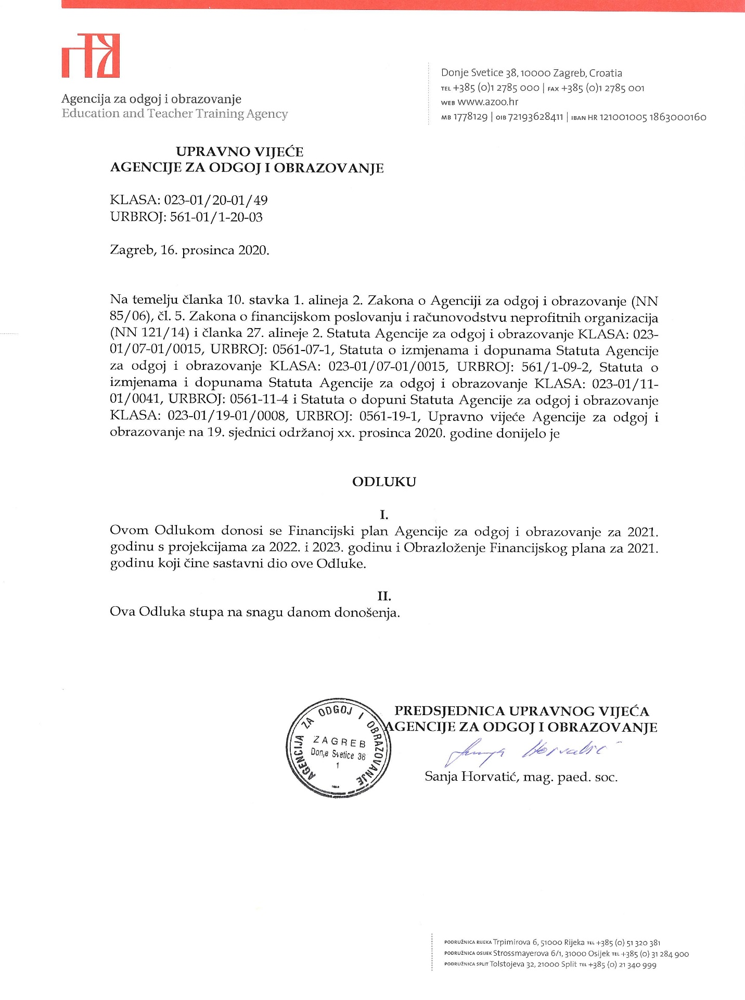 Agencija za odgoj i obrazovanje
Education and Teacher Training Agency
Donje Svetice 38, 10000 Zagreb, Croatia
TEL +385 (0)1 2785 000 | FAX +385 (0)1 2785 001
WEB www.azoo.hr
MB 1778129 | OIB 72193628411 | IBAN HR 121001005 1863000160
UPRAVNO VIJEĆE
AGENCIJE ZA ODGOJ I OBRAZOVANJE
KLASA: 023-01/20-01/49
URBROJ: 561-01/1-20-03
Zagreb, 16. prosinca 2020.
Na temelju članka 10. stavka 1. alineja 2. Zakona o Agenciji za odgoj i obrazovanje (NN
85/06), čl. 5. Zakona o financijskom poslovanju i računovodstvu neprofitnih organizacija
(NN 121/14) i članka 27. alineje 2. Statuta Agencije za odgoj i obrazovanje KLASA: 023-
01/07-01/0015, URBROJ: 0561-07-1, Statuta o izmjenama i dopunama Statuta Agencije
za odgoj i obrazovanje KLASA: 023-01/07-01/0015, URBROJ: 561/1-09-2, Statuta o
izmjenama i dopunama Statuta Agencije za odgoj i obrazovanje KLASA: 023-01/11-
01/0041, URBROJ: 0561-11-4 i Statuta o dopuni Statuta Agencije za odgoj i obrazovanje
KLASA: 023-01/19-01/0008, URBROJ: 0561-19-1, Upravno vijeće Agencije za odgoj i
obrazovanje na 19. sjednici održanoj xx. prosinca 2020. godine donijelo je
ODLUKU
I.
Ovom Odlukom donosi se Financijski plan Agencije za odgoj i obrazovanje za 2021.
godinu s projekcijama za 2022. i 2023. godinu i Obrazloženje Financijskog plana za 2021.
godinu koji čine sastavni dio ove Odluke.
II.
Ova Odluka stupa na snagu danom donošenja.
AGENCIJA ZA ODGOJ I OBRAZOVANJE
ZAGREB
Donje Svetice 38
1
PREDSJEDNICA UPRAVNOG VIJEĆA
AGENCIJE ZA ODGOJ I OBRAZOVANJE
Sanja Horvatić
Sanja Horvatić, mag. paed. soc.
PODRUŽNICA RIJEKA Trpimirova 6, 51000 Rijeka TEL +385 (0) 51 320 381
PODRUŽNICA OSIJEK Strossmayerova 6/1, 31000 Osijek TEL +385 (0) 31 284 900
PODRUŽNICA SPLIT Tolstojeva 32, 21000 Split TEL +385 (0) 21 340 999